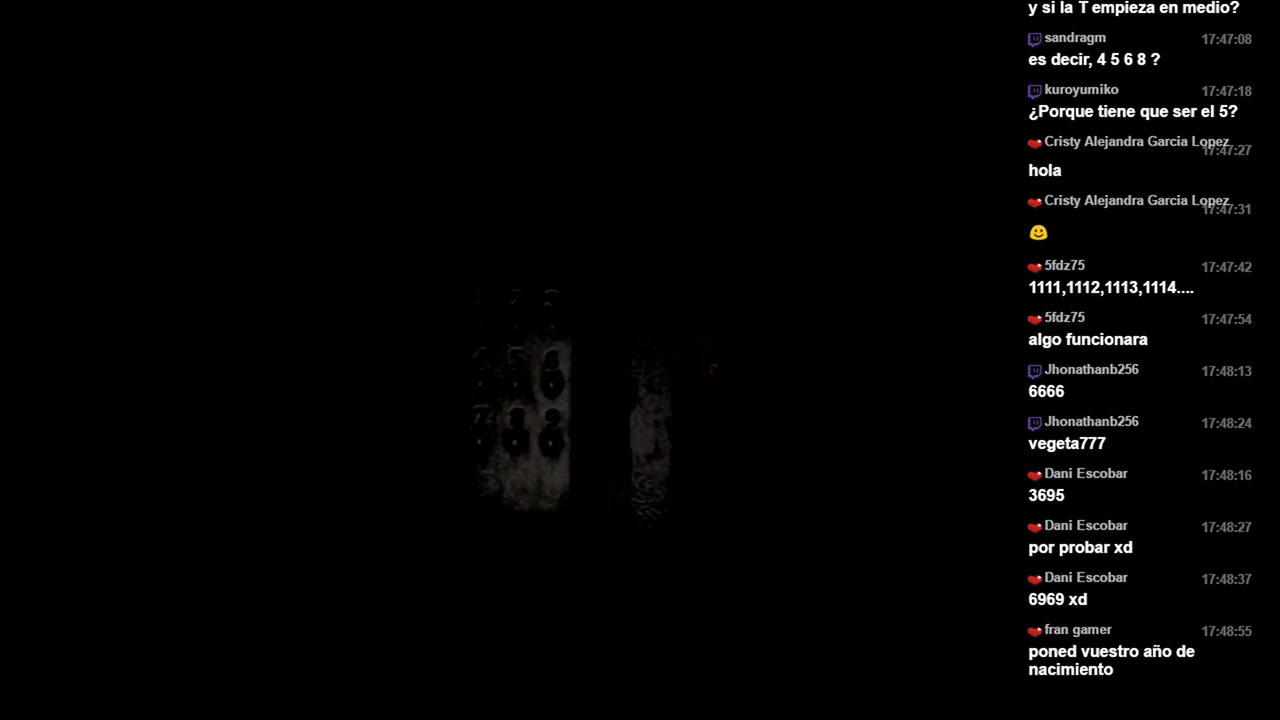 y si la T empieza en medio?
sandragm 17:47:08
es decir, 4 5 6 8 ?
kuroyumiko 17:47:18
¿Porque tiene que ser el 5?
Cristy Alejandra Garcia Lopez 17:47:27
hola
Cristy Alejandra Garcia Lopez 17:47:31
5fdz75 17:47:42
1111,1112,1113,1114....
5fdz75 17:47:54
algo funcionara
Jhonathanb256 17:48:13
6666
Jhonathanb256 17:48:24
vegeta777
Dani Escobar 17:48:16
3695
Dani Escobar 17:48:27
por probar xd
Dani Escobar 17:48:37
6969 xd
fran gamer 17:48:55
poned vuestro año de
nacimiento
8 9